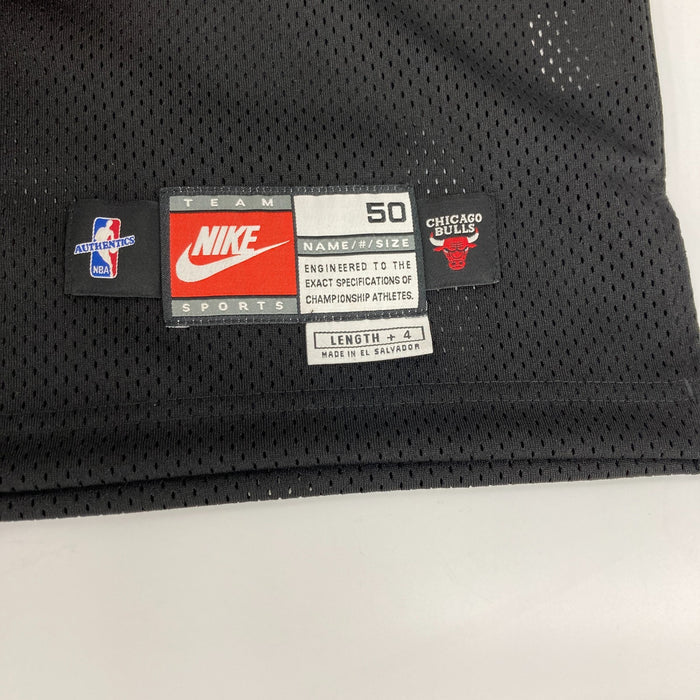 TEAM
NIKE
SPORTS
50
NAME/#/SIZE
ENGINEERED TO THE
EXACT SPECIFICATIONS OF
CHAMPIONSHIP ATHLETES.
LENGTH + 4
MADE IN EL SALVADOR
AUTHENTICS
NBA
CHICAGO
BULLS